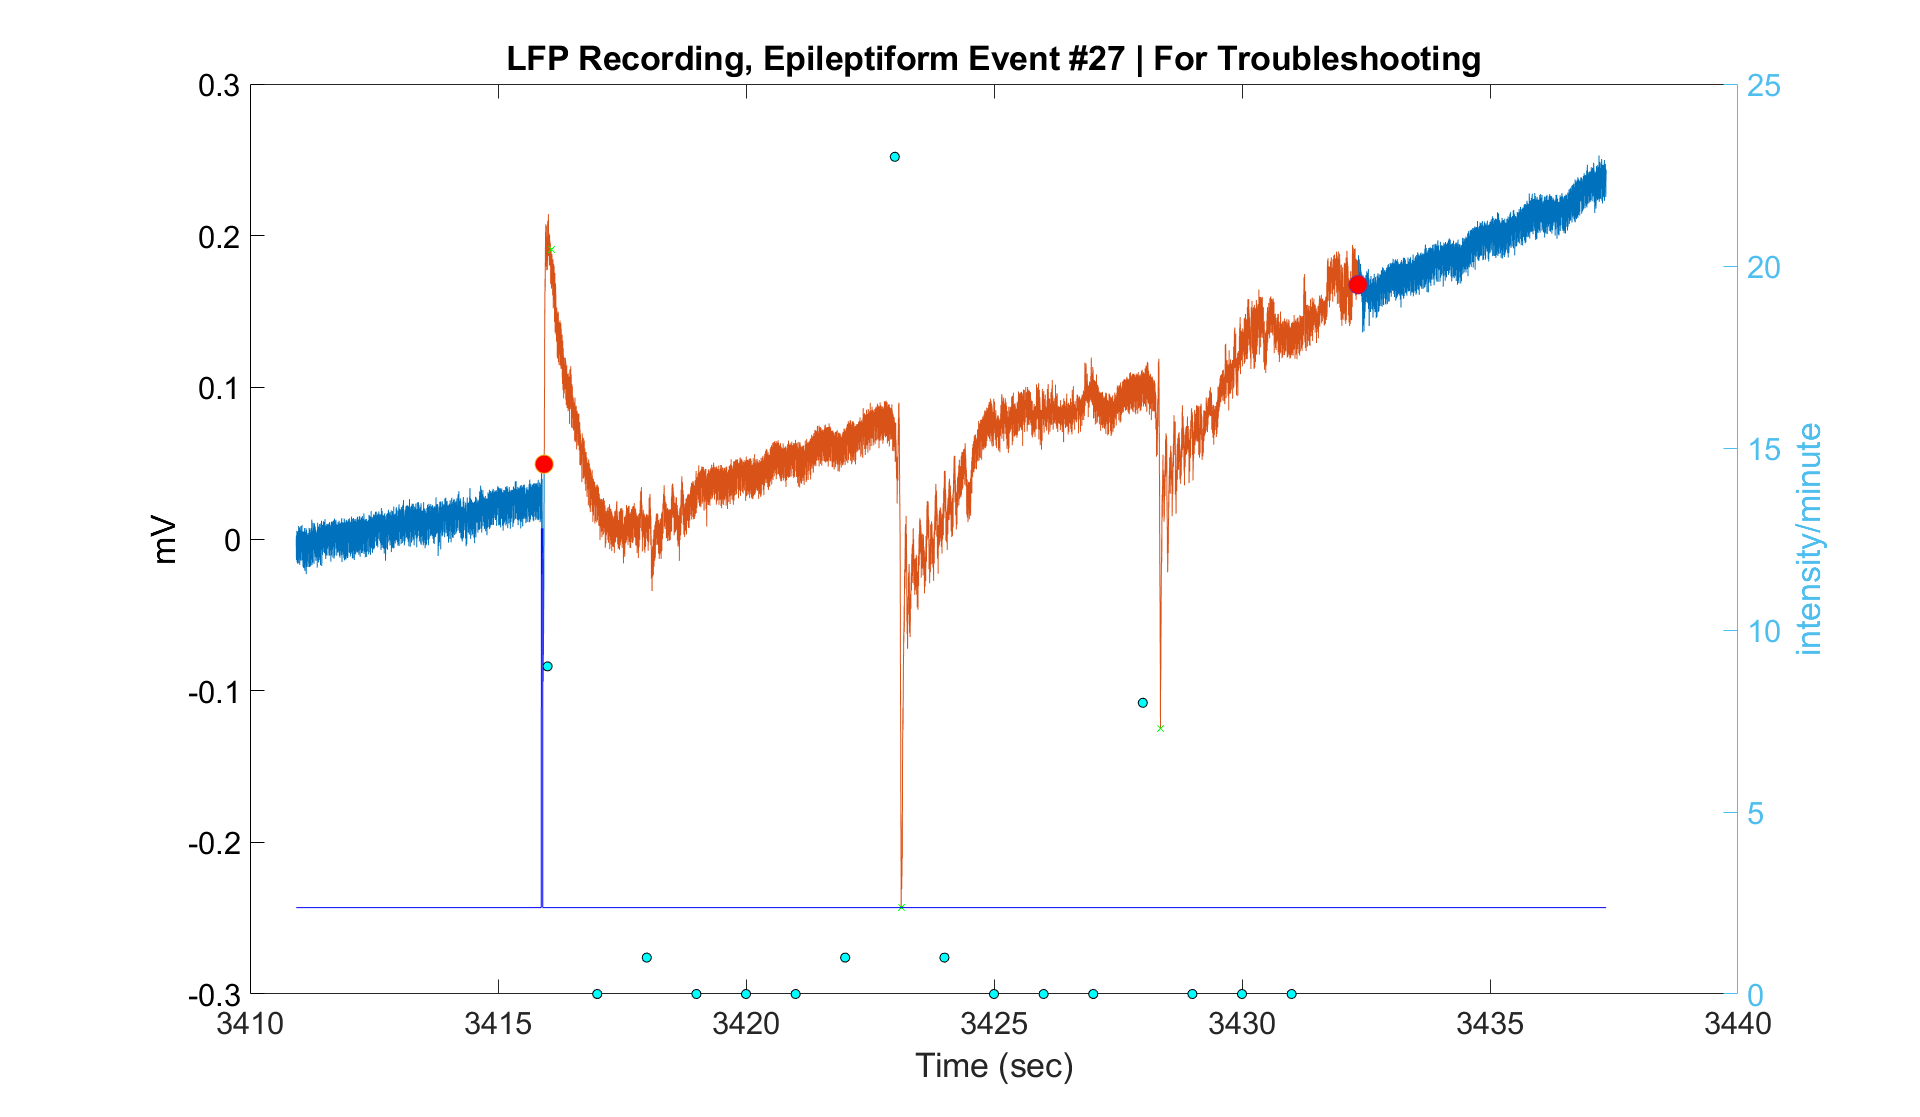 LFP Recording, Epileptiform Event #27 | For Troubleshooting
0.3
0.2
0.1
0
-0.1
-0.2
-0.3
mV
25
20
15
10
5
0
intensity/minute
3410 3415 3420 3425 3430 3435 3440
Time (sec)